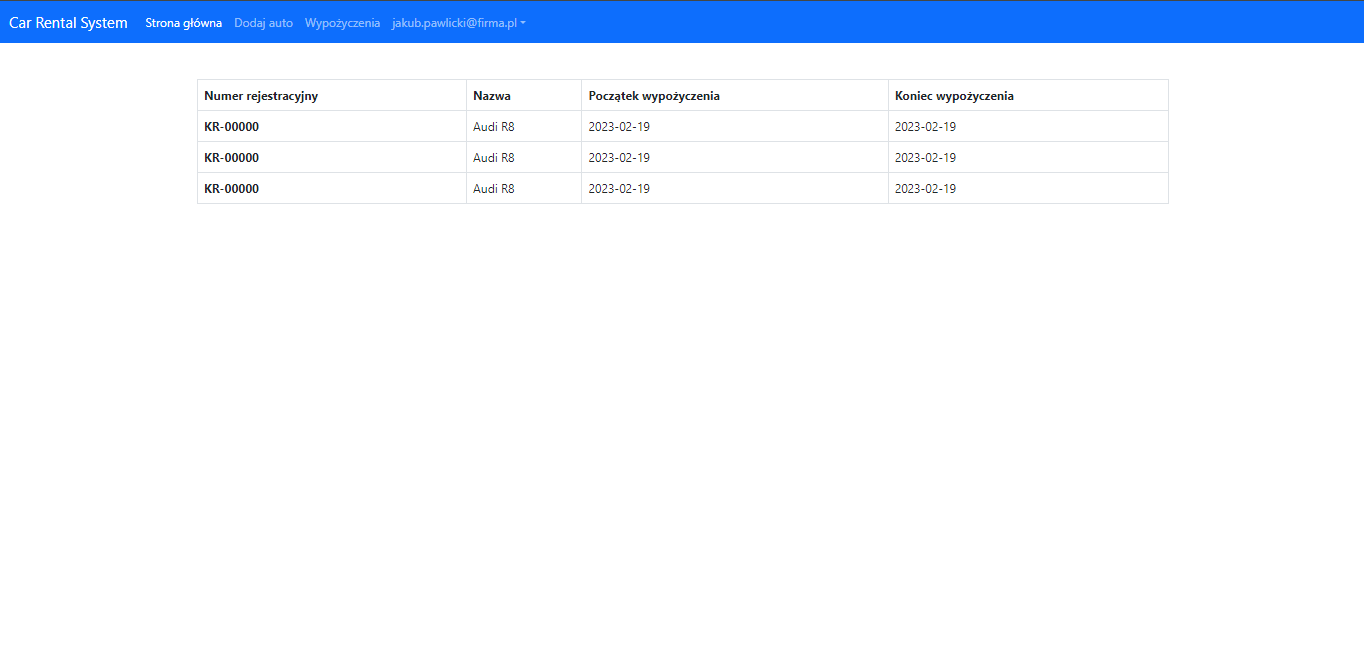 Car Rental System Strona główna Dodaj auto Wypożyczenia jakub.pawlicki@firma.pl
Numer rejestracyjny Nazwa Początek wypożyczenia Koniec wypożyczenia
KR-00000 Audi R8 2023-02-19 2023-02-19
KR-00000 Audi R8 2023-02-19 2023-02-19
KR-00000 Audi R8 2023-02-19 2023-02-19